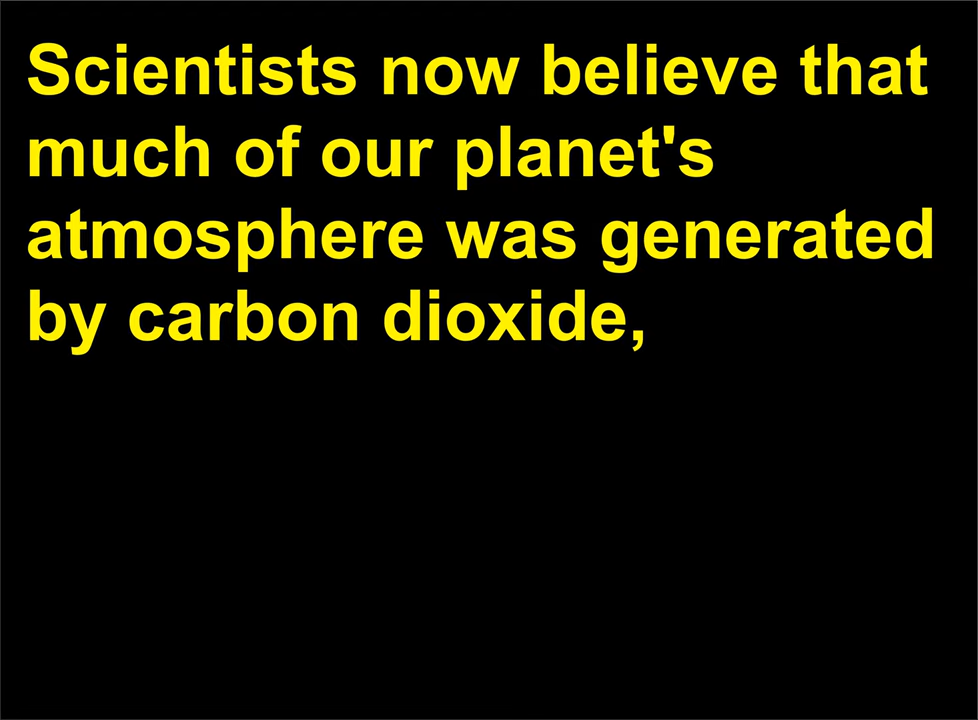 Scientists now believe that
much of our planet's
atmosphere was generated
by carbon dioxide,